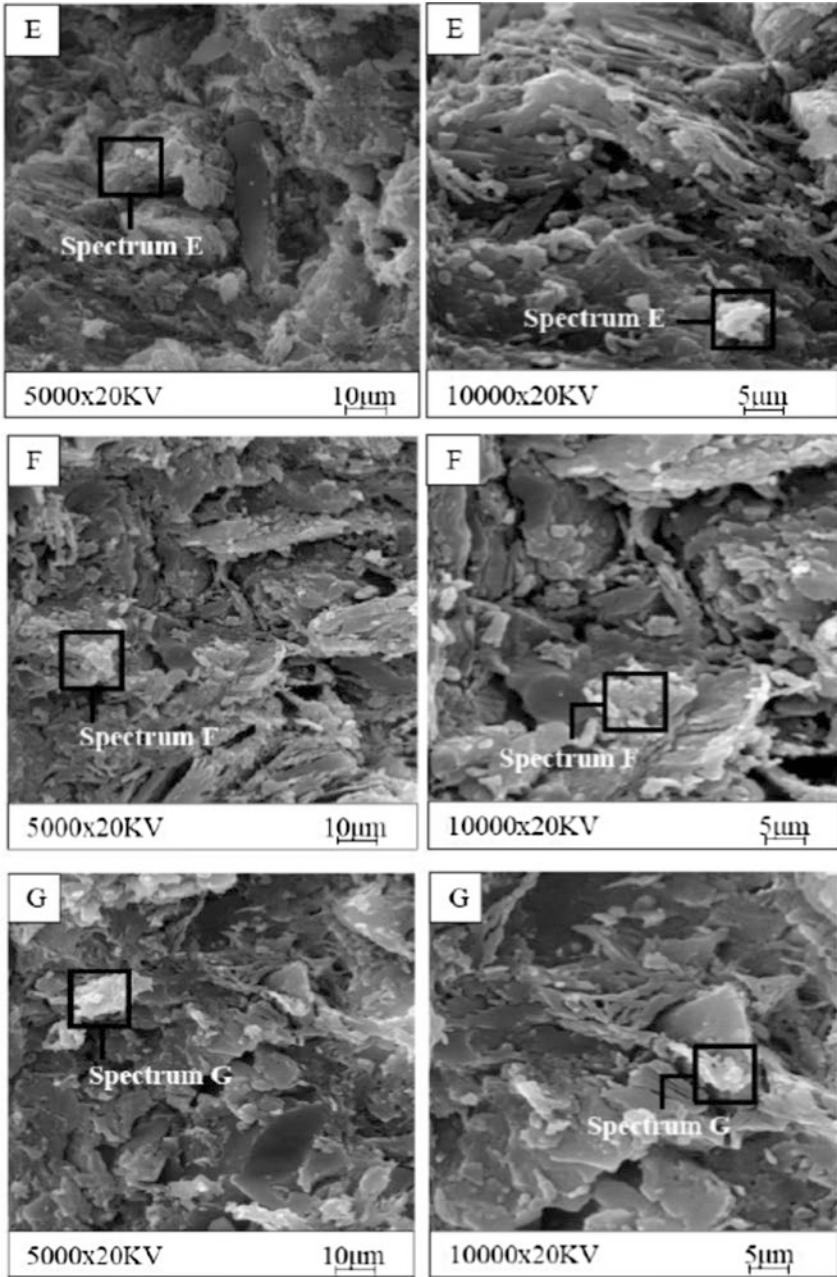 E
Spectrum E
5000x20KV 10μm
E
Spectrum E
10000x20KV 5μm
F
Spectrum F
5000x20KV 10μm
F
Spectrum F
10000x20KV 5μm
G
Spectrum G
5000x20KV 10μm
G
Spectrum G
10000x20KV 5μm